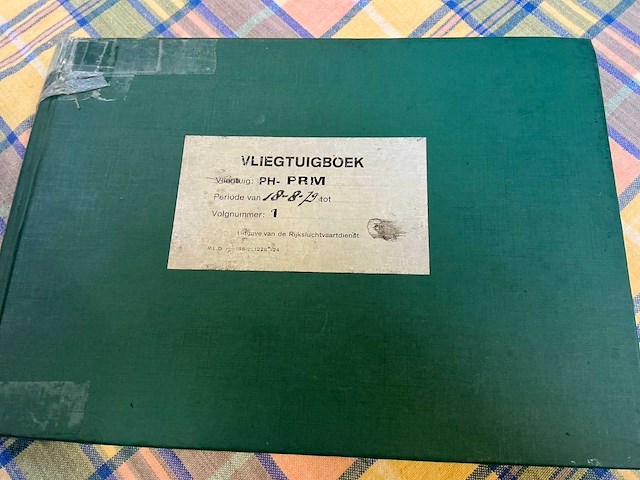 VLIEGTUIGBOEK
Vliegtuig: PH- PRM
Periode van 18-8-79 tot
Volgnummer: 1
Uitgave van de Rijksluchtvaartdienst